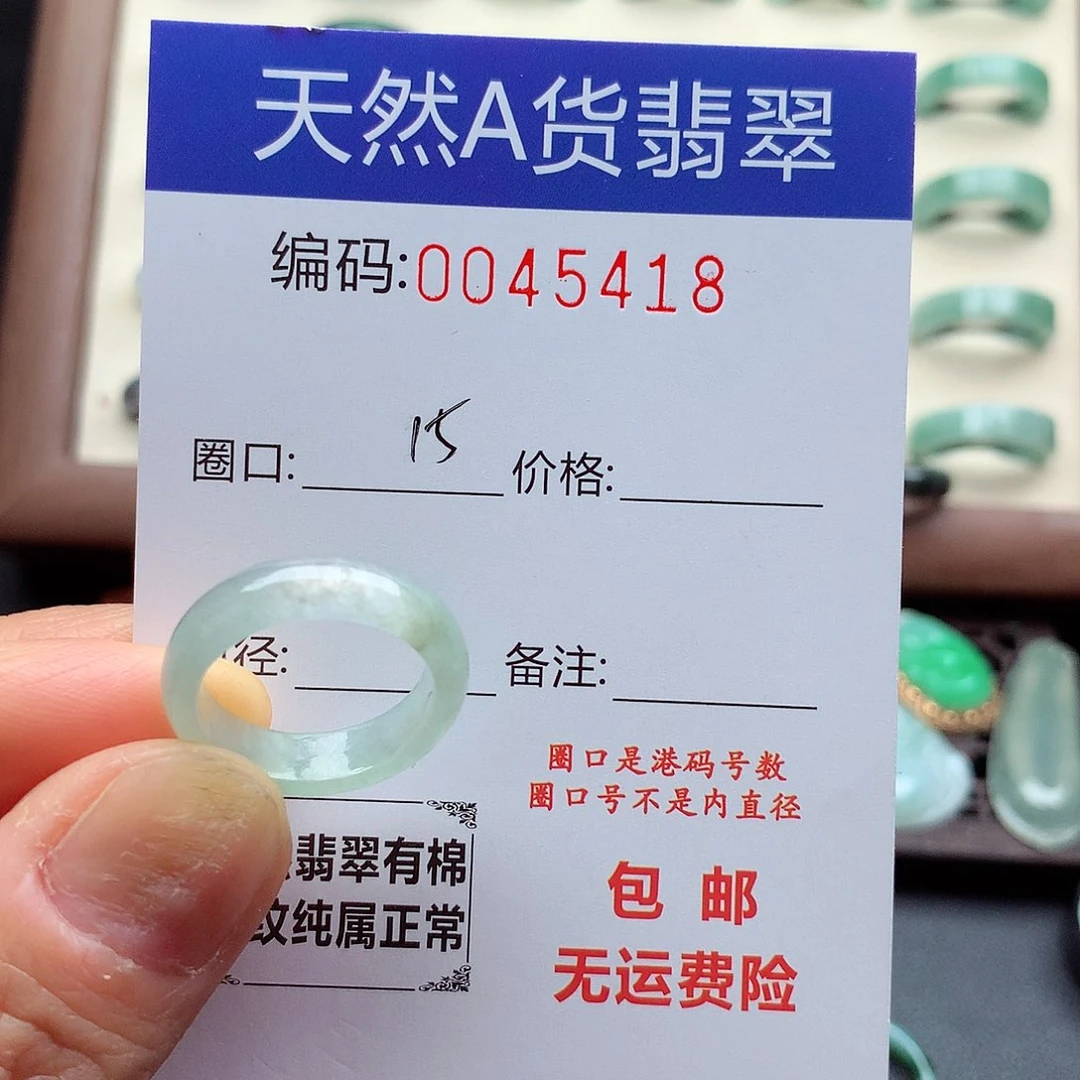 天然A货翡翠
编码:0045418
圈口: 15 价格:
径: 备注:
圈口是港码号数
圈口号不是内直径
翡翠有棉
纹纯属正常
包邮
无运费险